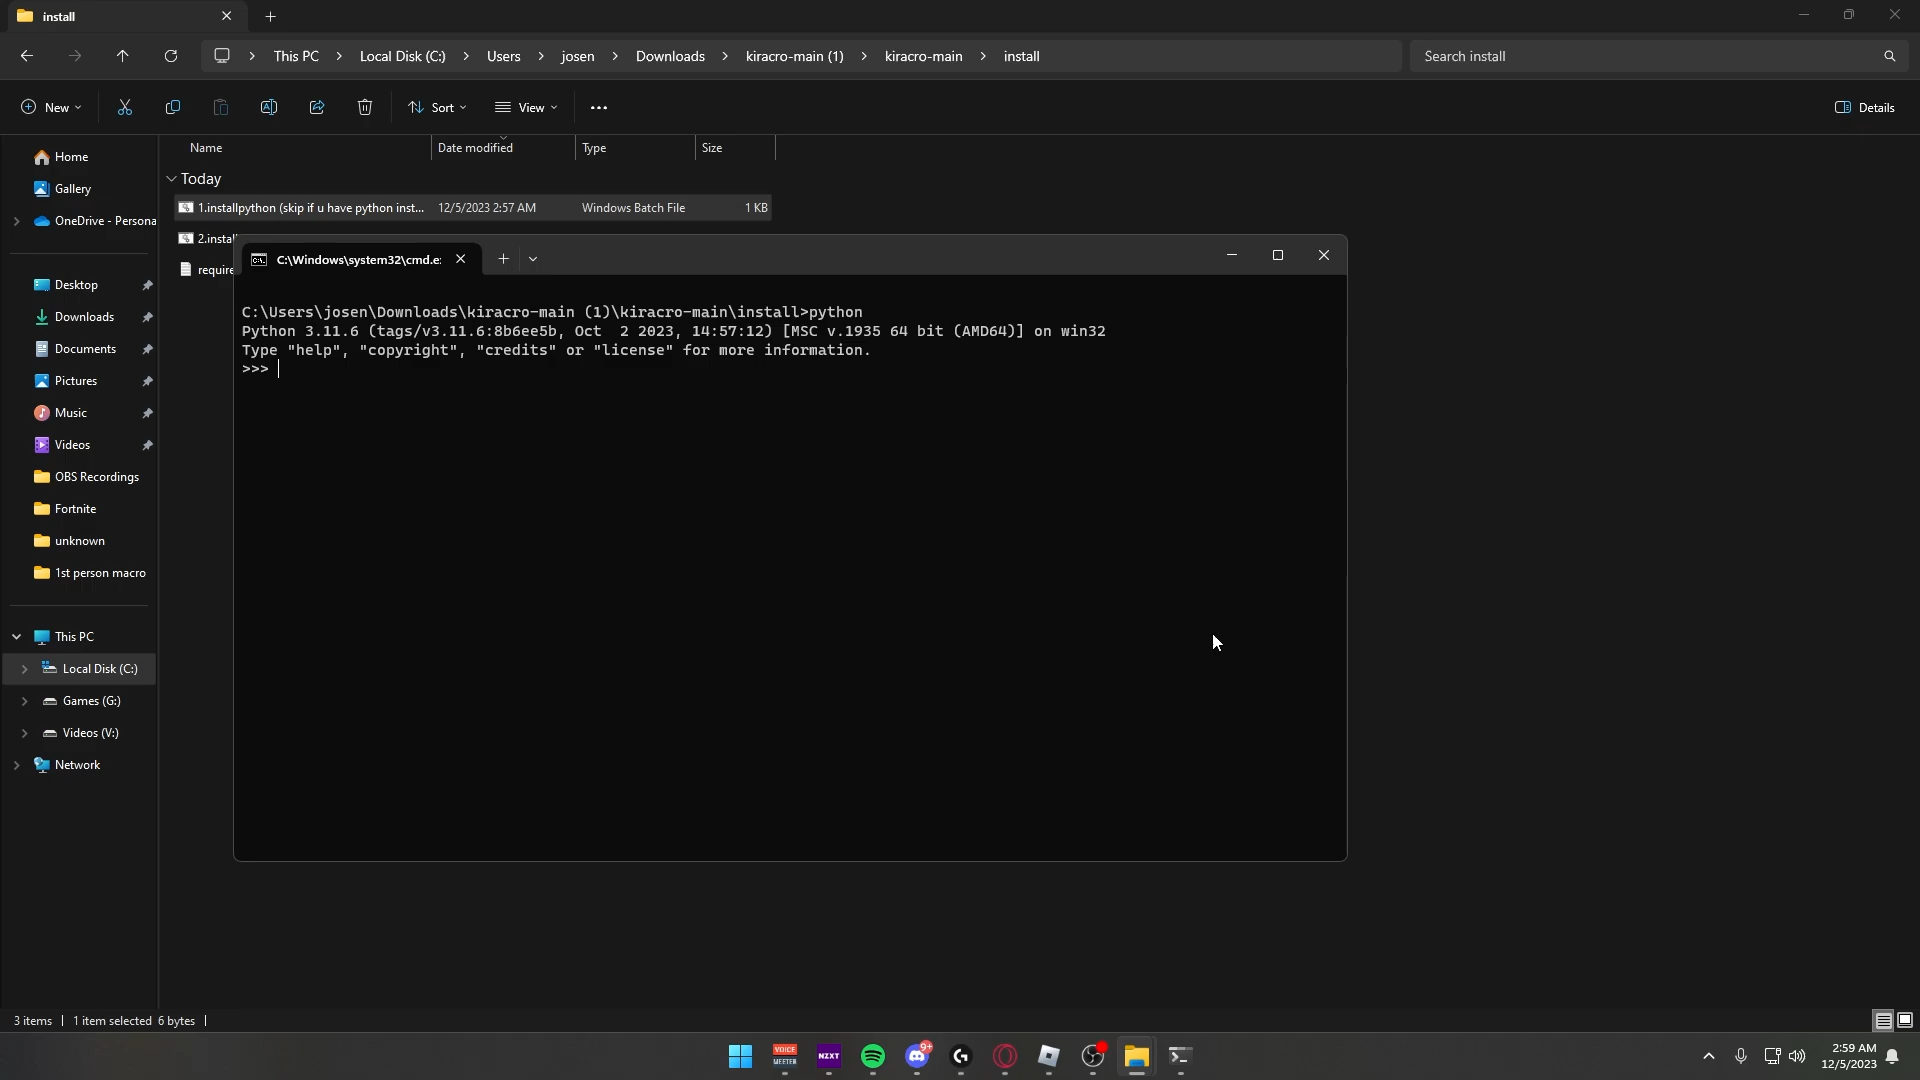 install
This PC
Local Disk (C:)
Users
josen
Downloads
kiracro-main (1)
kiracro-main
install
Search install
New
Sort
View
Details
Name
Date modified
Type
Size
Home
Gallery
OneDrive - Persona
Desktop
Downloads
Documents
Pictures
Music
Videos
OBS Recordings
Fortnite
unknown
1st person macro
This PC
Local Disk (C:)
Games (G:)
Videos (V:)
Network
Today
1.installpython (skip if u have python inst... 12/5/2023 2:57 AM Windows Batch File 1 KB
2.instal
require
C:\Windows\system32\cmd.e:
C:\Users\josen\Downloads\kiracro-main (1)\kiracro-main\install>python
Python 3.11.6 (tags/v3.11.6:8b6ee5b, Oct  2 2023, 14:57:12) [MSC v.1935 64 bit (AMD64)] on win32
Type "help", "copyright", "credits" or "license" for more information.
>>>
3 items | 1 item selected 6 bytes |
VOICE
MEETER
NZXT
9+
2:59 AM
12/5/2023